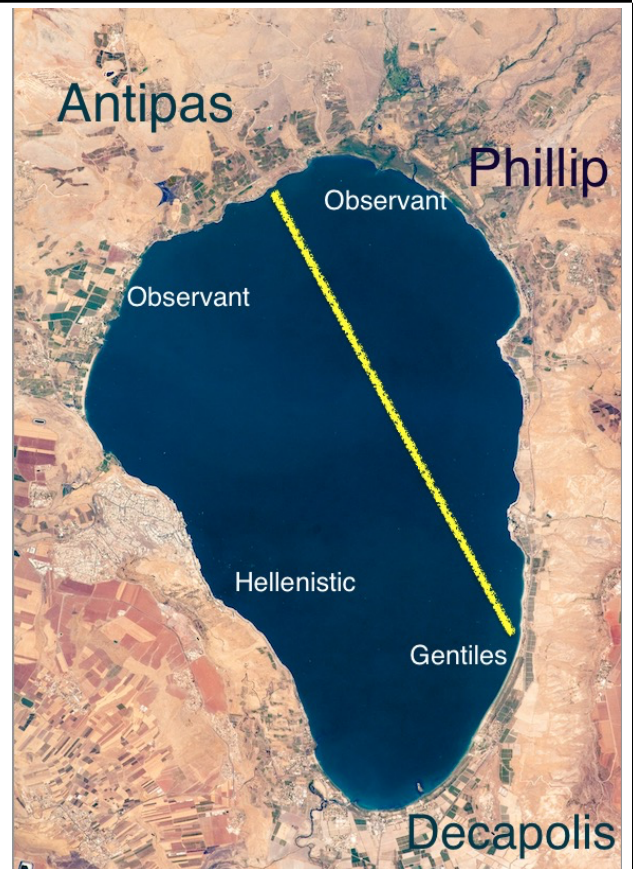 Antipas
Phillip
Observant
Observant
Hellenistic
Gentiles
Decapolis